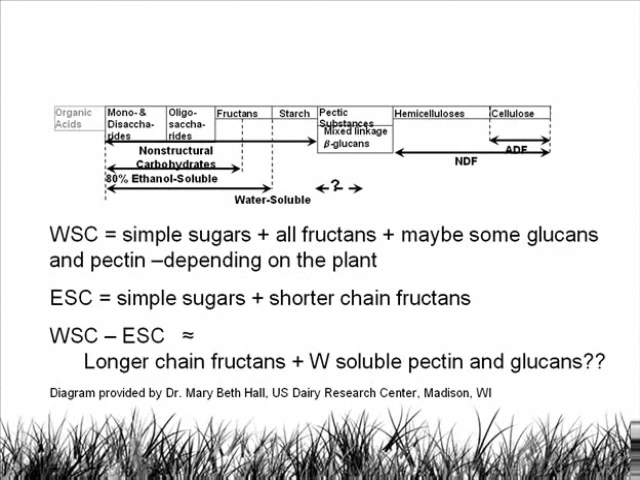 Organic
Acids
Mono- &
Disaccha-
rides
Oligo-
saccha-
rides
Fructans
Starch
Pectic
Substances
Mixed linkage
β-glucans
Hemicelluloses
Cellulose
Nonstructural
Carbohydrates
ADF
NDF
80% Ethanol-Soluble
?
Water-Soluble
WSC = simple sugars + all fructans + maybe some glucans
and pectin –depending on the plant
ESC = simple sugars + shorter chain fructans
WSC – ESC ≈
Longer chain fructans + W soluble pectin and glucans??
Diagram provided by Dr. Mary Beth Hall, US Dairy Research Center, Madison, WI